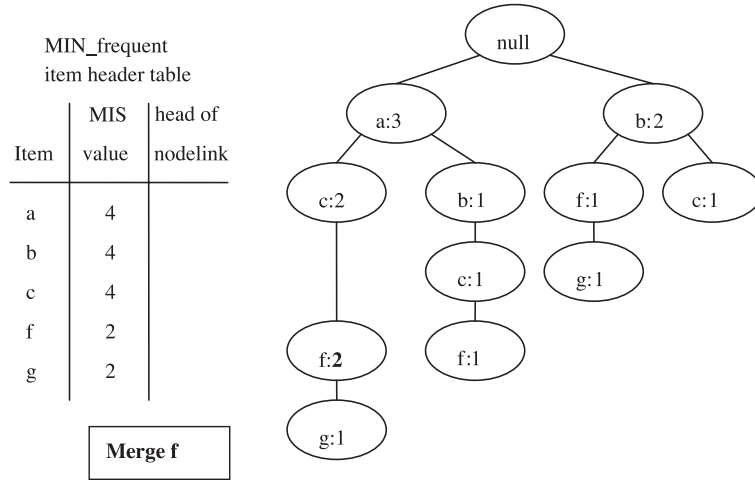 MIN_frequent
item header table
Item MIS value head of nodelink
a 4
b 4
c 4
f 2
g 2
Merge f
null
a:3 b:2
c:2 b:1 f:1 c:1
c:1 g:1
f:2 f:1
g:1